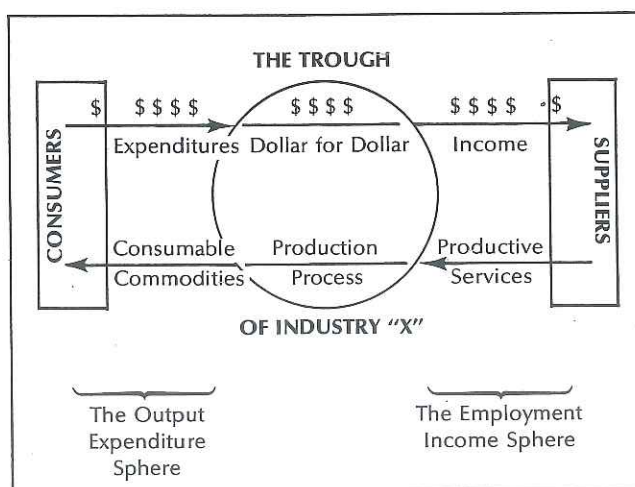 THE TROUGH
$ $ $ $ $ $ $ $ $ $ $ $ $ $
Expenditures Dollar for Dollar Income
CONSUMERS
SUPPLIERS
Consumable Production Productive
Commodities Process Services
OF INDUSTRY “X”
The Output
Expenditure
Sphere
The Employment
Income Sphere